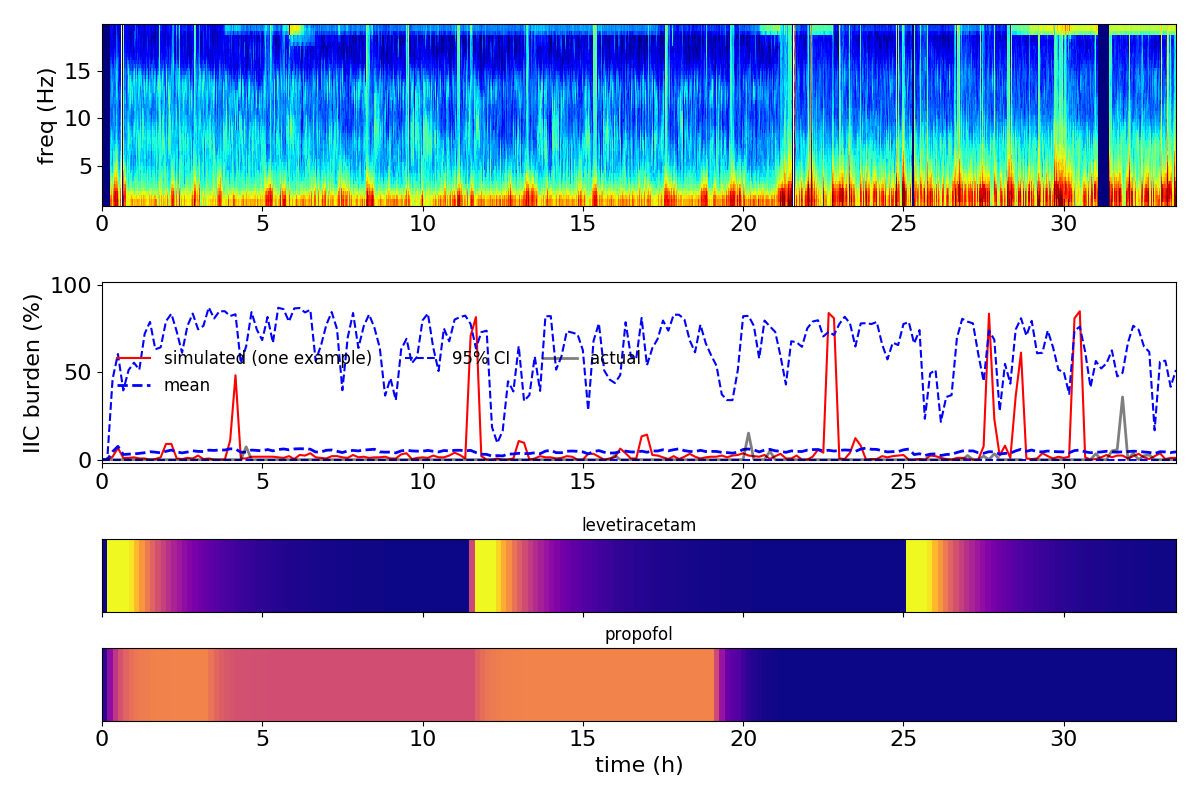 freq (Hz)
15
10
5
0 5 10 15 20 25 30
IIC burden (%)
100
50
0
simulated (one example) 95% CI actual
mean
0 5 10 15 20 25 30
levetiracetam
propofol
0 5 10 15 20 25 30
time (h)